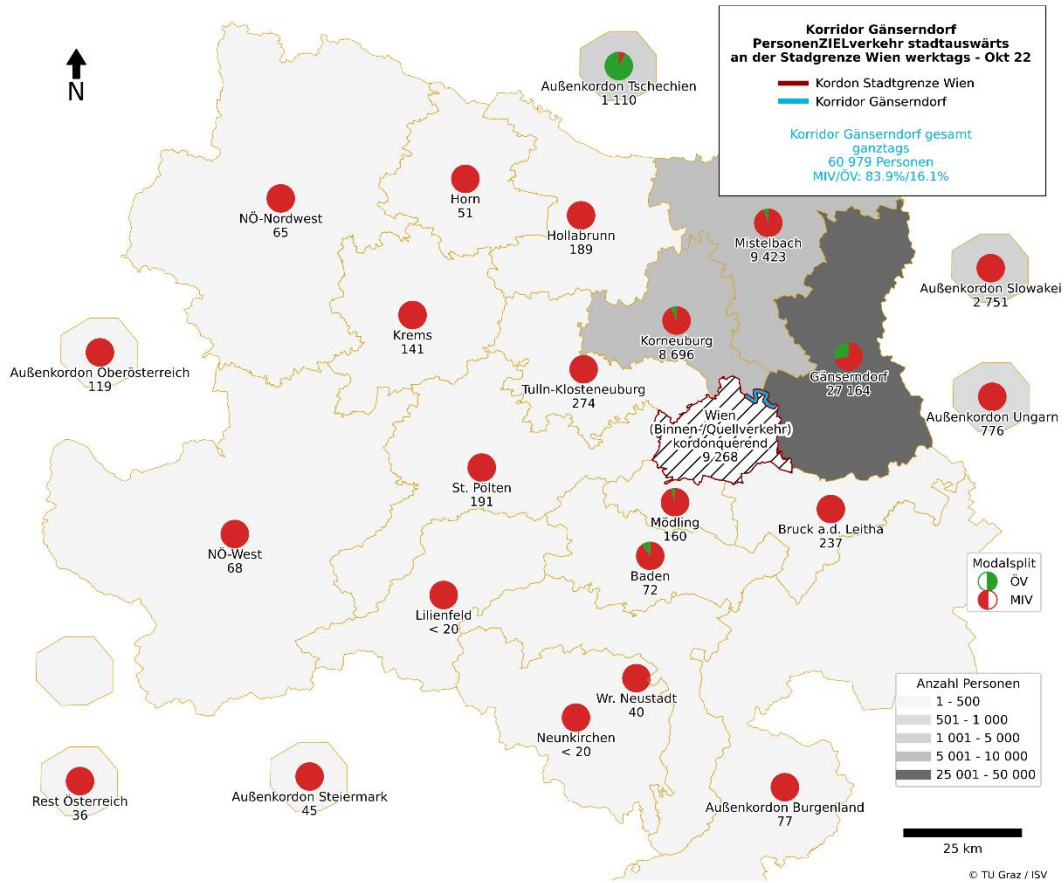 Korridor Gänserndorf
PersonenZIELverkehr stadtauswärts
an der Stadgrenze Wien werktags - Okt 22
Kordon Stadtgrenze Wien
Korridor Gänserndorf
Korridor Gänserndorf gesamt
ganztags
60 979 Personen
MIV/ÖV: 83.9%/16.1%
N
Außenkordon Tschechien
1 110
Horn
51
NÖ-Nordwest
65
Hollabrunn
189
Mistelbach
9 423
Außenkordon Slowakei
2 751
Krems
141
Korneuburg
8 696
Außenkordon Oberösterreich
119
Tulln-Klosteneuburg
274
Gänserndorf
27 164
Außenkordon Ungarn
776
Wien
(Binnen-/Quellverkehr)
kordonquerend
9 268
St. Pölten
191
Mödling
160
Bruck a.d. Leitha
237
NÖ-West
68
Baden
72
Modalsplit
ÖV
MIV
Lilienfeld
< 20
Wr. Neustadt
40
Neunkirchen
< 20
Anzahl Personen
1 - 500
501 - 1 000
1 001 - 5 000
5 001 - 10 000
25 001 - 50 000
Rest Österreich
36
Außenkordon Steiermark
45
Außenkordon Burgenland
77
25 km
© TU Graz / ISV